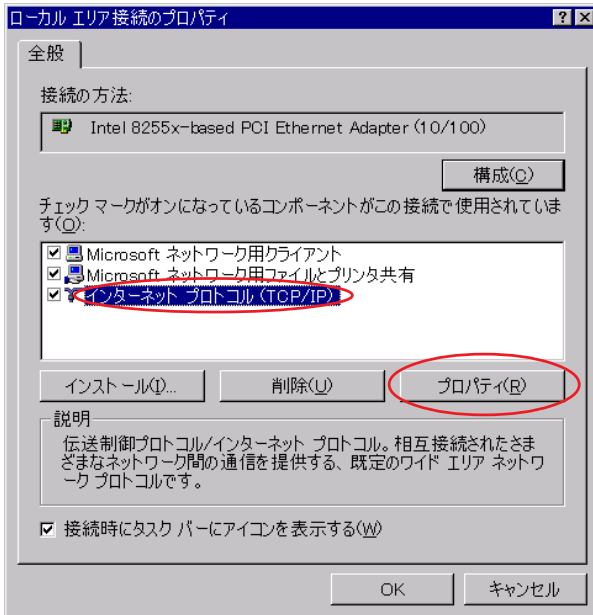 ローカル エリア接続のプロパティ
全般
接続の方法:
Intel 8255x-based PCI Ethernet Adapter (10/100)
構成(C)
チェック マークがオンになっているコンポーネントがこの接続で使用されていま
す(O):
Microsoft ネットワーク用クライアント
Microsoft ネットワーク用ファイルとプリンタ共有
インターネット プロトコル (TCP/IP)
インストール(I)... 削除(U) プロパティ(R)
説明
伝送制御プロトコル/インターネット プロトコル。相互接続されたさま
ざまなネットワーク間の通信を提供する、既定のワイド エリア ネットワ
ーク プロトコルです。
接続時にタスク バーにアイコンを表示する(W)
OK キャンセル